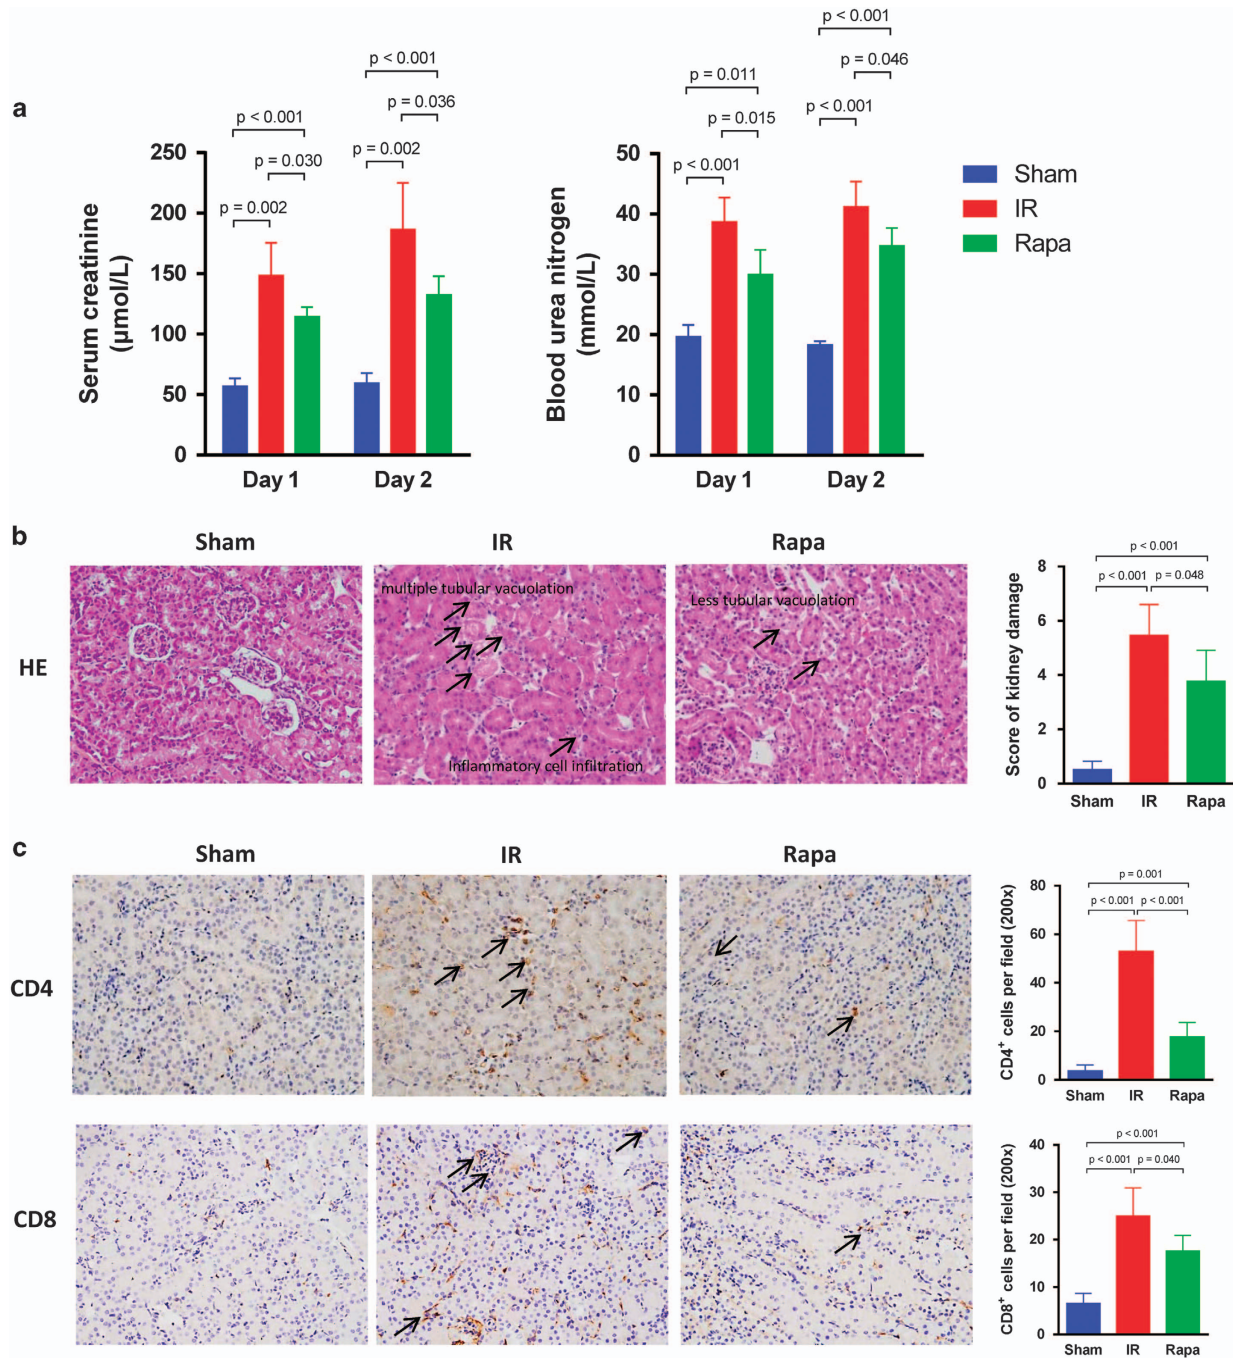 a
p < 0.001
p = 0.030
p = 0.002
p < 0.001
p = 0.036
p = 0.002
Serum creatinine
(μmol/L)
250
200
150
100
50
0
Day 1
Day 2
p = 0.011
p = 0.015
p < 0.001
p < 0.001
p = 0.046
p < 0.001
Blood urea nitrogen
(mmol/L)
50
40
30
20
10
0
Day 1
Day 2
Sham
IR
Rapa
b
Sham
IR
Rapa
HE
multiple tubular vacuolation
Inflammatory cell infiltration
Less tubular vacuolation
p < 0.001
p < 0.001
p = 0.048
Score of kidney damage
8
6
4
2
0
Sham
IR
Rapa
c
Sham
IR
Rapa
CD4
p = 0.001
p < 0.001
p < 0.001
CD4+ cells per field (200x)
80
60
40
20
0
Sham
IR
Rapa
CD8
p < 0.001
p < 0.001
p = 0.040
CD8+ cells per field (200x)
40
30
20
10
0
Sham
IR
Rapa